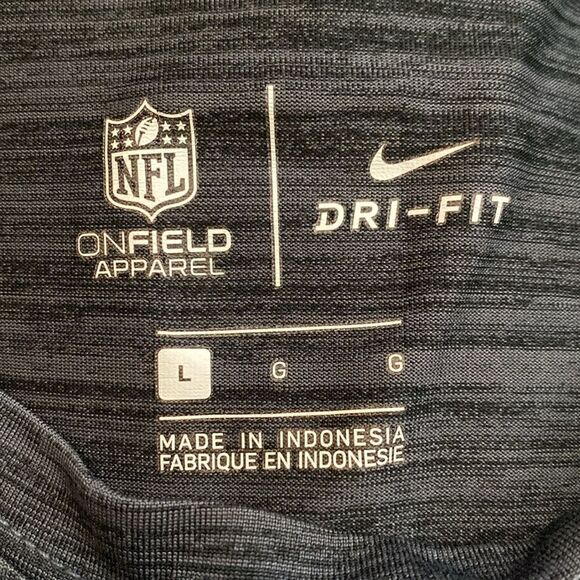 NFL
ONFIELD
APPAREL
DRI-FIT
L G G
MADE IN INDONESIA
FABRIQUE EN INDONESIE